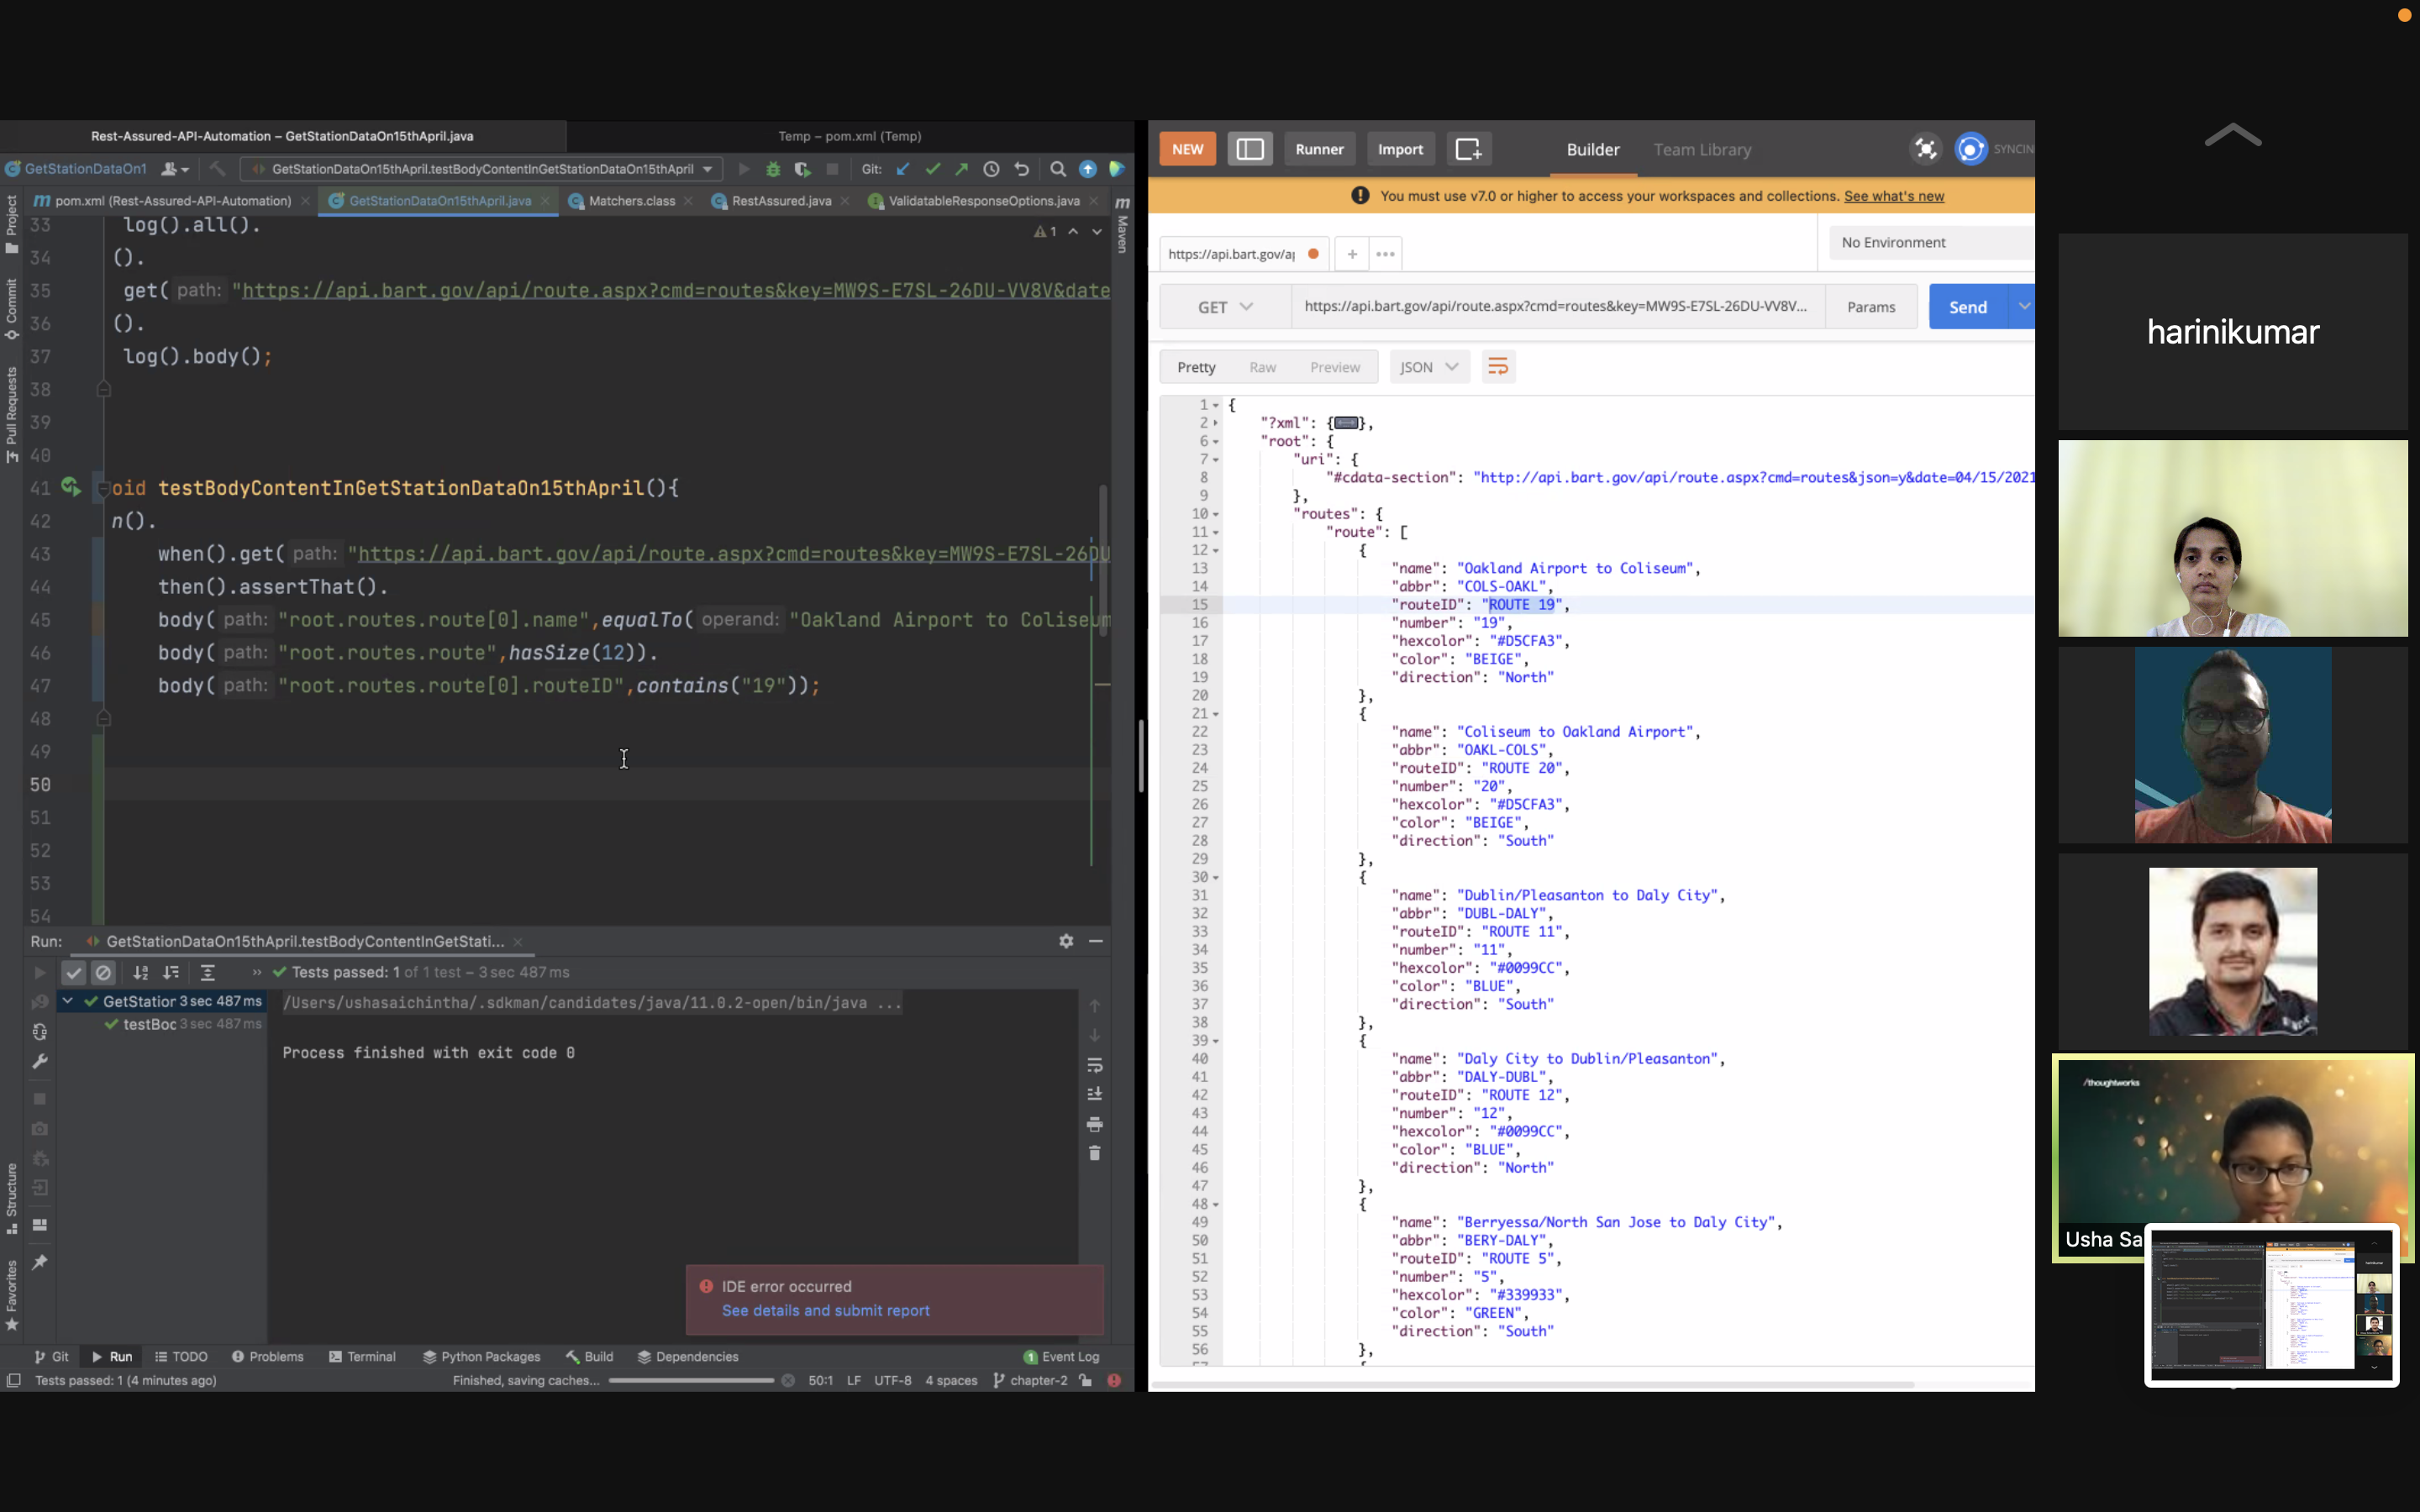 Rest-Assured-API-Automation – GetStationDataOn15thApril.java
Temp – pom.xml (Temp)
GetStationDataOn1
GetStationDataOn15thApril.testBodyContentInGetStationDataOn15thApril
Git:
pom.xml (Rest-Assured-API-Automation)
GetStationDataOn15thApril.java
Matchers.class
RestAssured.java
ValidatableResponseOptions.java
Project
Commit
Pull Requests
Maven
1
33 log().all().
34 ().
35 get( path: "https://api.bart.gov/api/route.aspx?cmd=routes&key=MW9S-E7SL-26DU-VV8V&date
36 ().
37 log().body();
38
39
40
41 oid testBodyContentInGetStationDataOn15thApril(){
42 n().
43 when().get( path: "https://api.bart.gov/api/route.aspx?cmd=routes&key=MW9S-E7SL-26DU
44 then().assertThat().
45 body( path: "root.routes.route[0].name",equalTo( operand: "Oakland Airport to Coliseum
46 body( path: "root.routes.route",hasSize(12)).
47 body( path: "root.routes.route[0].routeID",contains("19"));
48
49
50
51
52
53
54
Run: GetStationDataOn15thApril.testBodyContentInGetStati...
Tests passed: 1 of 1 test – 3 sec 487 ms
GetStation 3 sec 487 ms
testBoc 3 sec 487 ms
/Users/ushasaichintha/.sdkman/candidates/java/11.0.2-open/bin/java ...
Process finished with exit code 0
Structure
Favorites
IDE error occurred
See details and submit report
Git Run TODO Problems Terminal Python Packages Build Dependencies 1 Event Log
Tests passed: 1 (4 minutes ago) Finished, saving caches... 50:1 LF UTF-8 4 spaces chapter-2
NEW Runner Import Builder Team Library SYNCIN
You must use v7.0 or higher to access your workspaces and collections. See what's new
https://api.bart.gov/ap
No Environment
GET https://api.bart.gov/api/route.aspx?cmd=routes&key=MW9S-E7SL-26DU-VV8V... Params Send
Pretty Raw Preview JSON
1 {
2 "?xml": {},
6 "root": {
7 "uri": {
8 "#cdata-section": "http://api.bart.gov/api/route.aspx?cmd=routes&json=y&date=04/15/2021
9 },
10 "routes": {
11 "route": [
12 {
13 "name": "Oakland Airport to Coliseum",
14 "abbr": "COLS-OAKL",
15 "routeID": "ROUTE 19",
16 "number": "19",
17 "hexcolor": "#D5CFA3",
18 "color": "BEIGE",
19 "direction": "North"
20 },
21 {
22 "name": "Coliseum to Oakland Airport",
23 "abbr": "OAKL-COLS",
24 "routeID": "ROUTE 20",
25 "number": "20",
26 "hexcolor": "#D5CFA3",
27 "color": "BEIGE",
28 "direction": "South"
29 },
30 {
31 "name": "Dublin/Pleasanton to Daly City",
32 "abbr": "DUBL-DALY",
33 "routeID": "ROUTE 11",
34 "number": "11",
35 "hexcolor": "#0099CC",
36 "color": "BLUE",
37 "direction": "South"
38 },
39 {
40 "name": "Daly City to Dublin/Pleasanton",
41 "abbr": "DALY-DUBL",
42 "routeID": "ROUTE 12",
43 "number": "12",
44 "hexcolor": "#0099CC",
45 "color": "BLUE",
46 "direction": "North"
47 },
48 {
49 "name": "Berryessa/North San Jose to Daly City",
50 "abbr": "BERY-DALY",
51 "routeID": "ROUTE 5",
52 "number": "5",
53 "hexcolor": "#339933",
54 "color": "GREEN",
55 "direction": "South"
56 },
harinikumar
/thoughtworks
Usha Sa